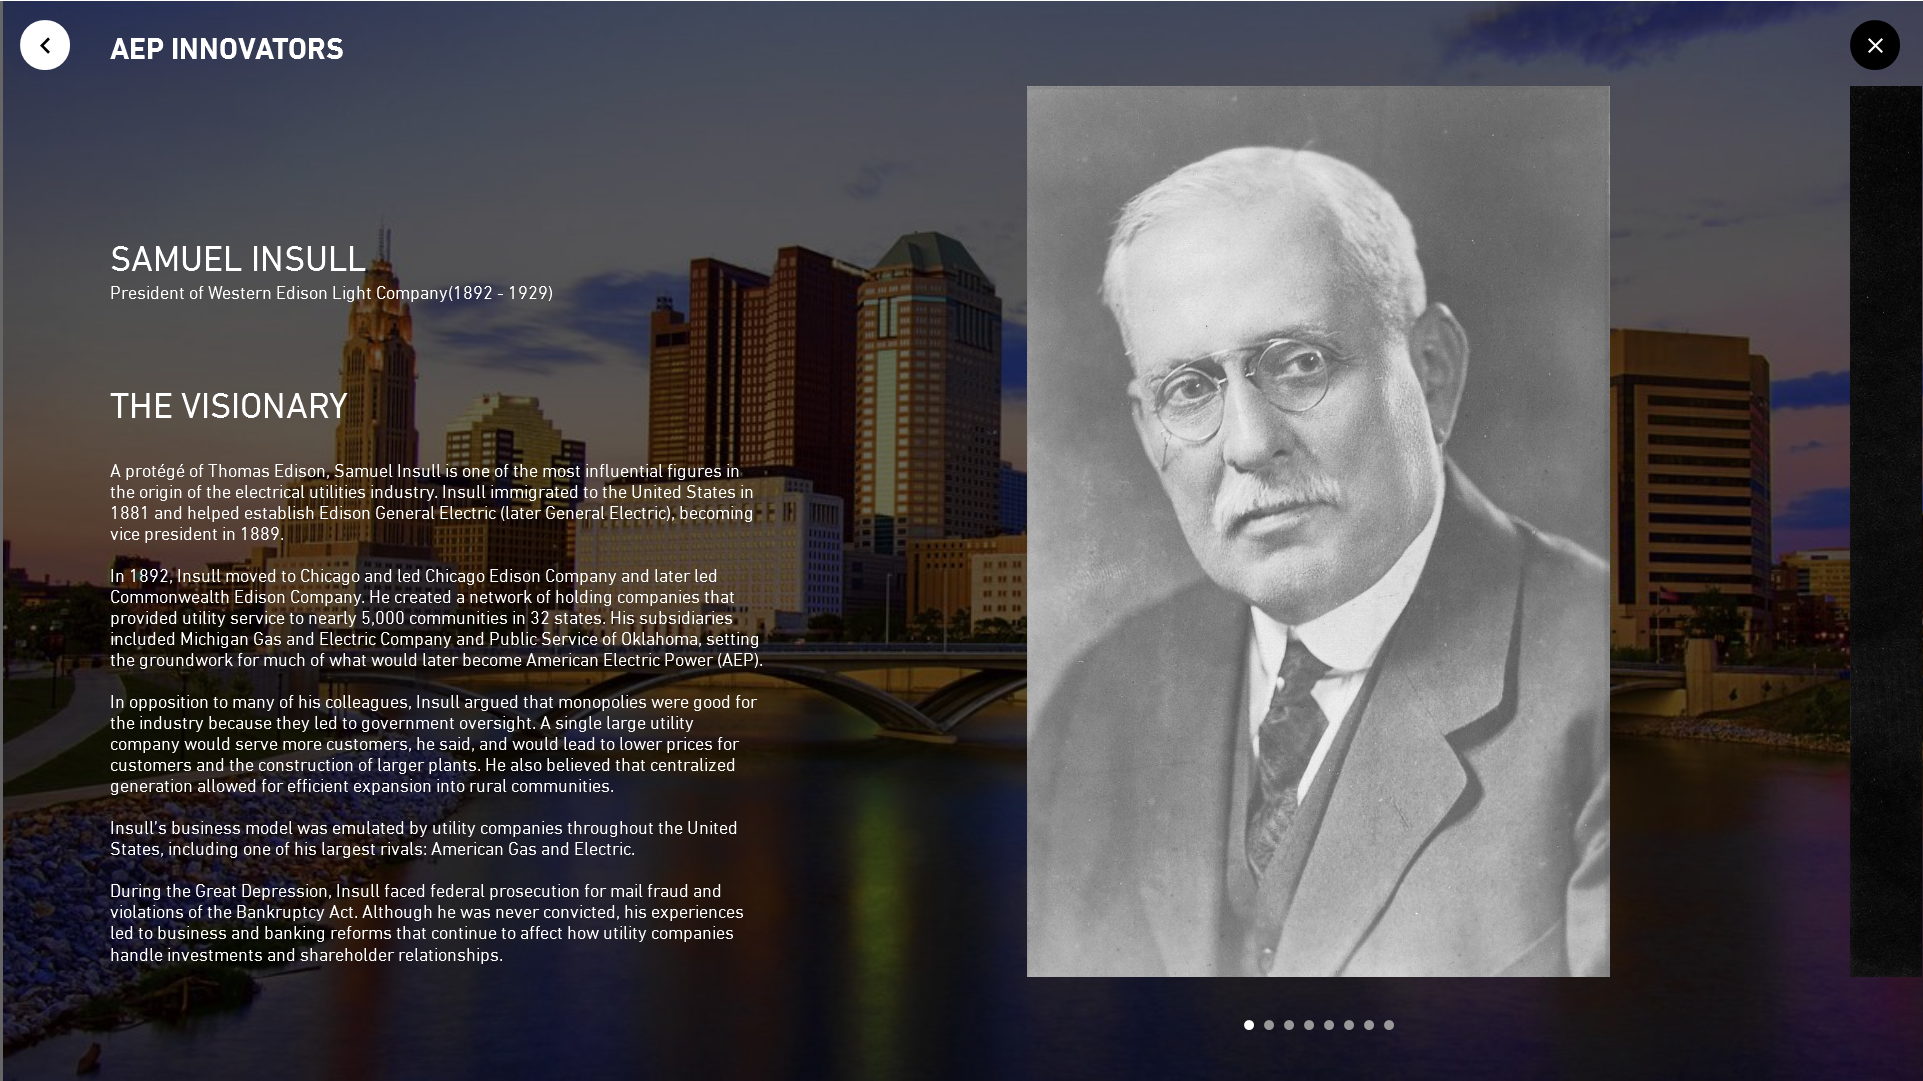 AEP INNOVATORS
SAMUEL INSULL
President of Western Edison Light Company(1892 - 1929)
THE VISIONARY
A protégé of Thomas Edison, Samuel Insull is one of the most influential figures in
the origin of the electrical utilities industry. Insull immigrated to the United States in
1881 and helped establish Edison General Electric (later General Electric), becoming
vice president in 1889.
In 1892, Insull moved to Chicago and led Chicago Edison Company and later led
Commonwealth Edison Company. He created a network of holding companies that
provided utility service to nearly 5,000 communities in 32 states. His subsidiaries
included Michigan Gas and Electric Company and Public Service of Oklahoma, setting
the groundwork for much of what would later become American Electric Power (AEP).
In opposition to many of his colleagues, Insull argued that monopolies were good for
the industry because they led to government oversight. A single large utility
company would serve more customers, he said, and would lead to lower prices for
customers and the construction of larger plants. He also believed that centralized
generation allowed for efficient expansion into rural communities.
Insull's business model was emulated by utility companies throughout the United
States, including one of his largest rivals: American Gas and Electric.
During the Great Depression, Insull faced federal prosecution for mail fraud and
violations of the Bankruptcy Act. Although he was never convicted, his experiences
led to business and banking reforms that continue to affect how utility companies
handle investments and shareholder relationships.